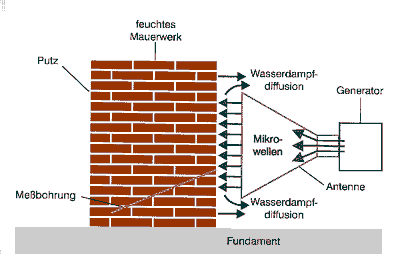 feuchtes
Mauerwerk
Putz
Wasserdampf-
diffusion
Generator
Mikro-
wellen
Meßbohrung
Antenne
Wasserdampf-
diffusion
Fundament